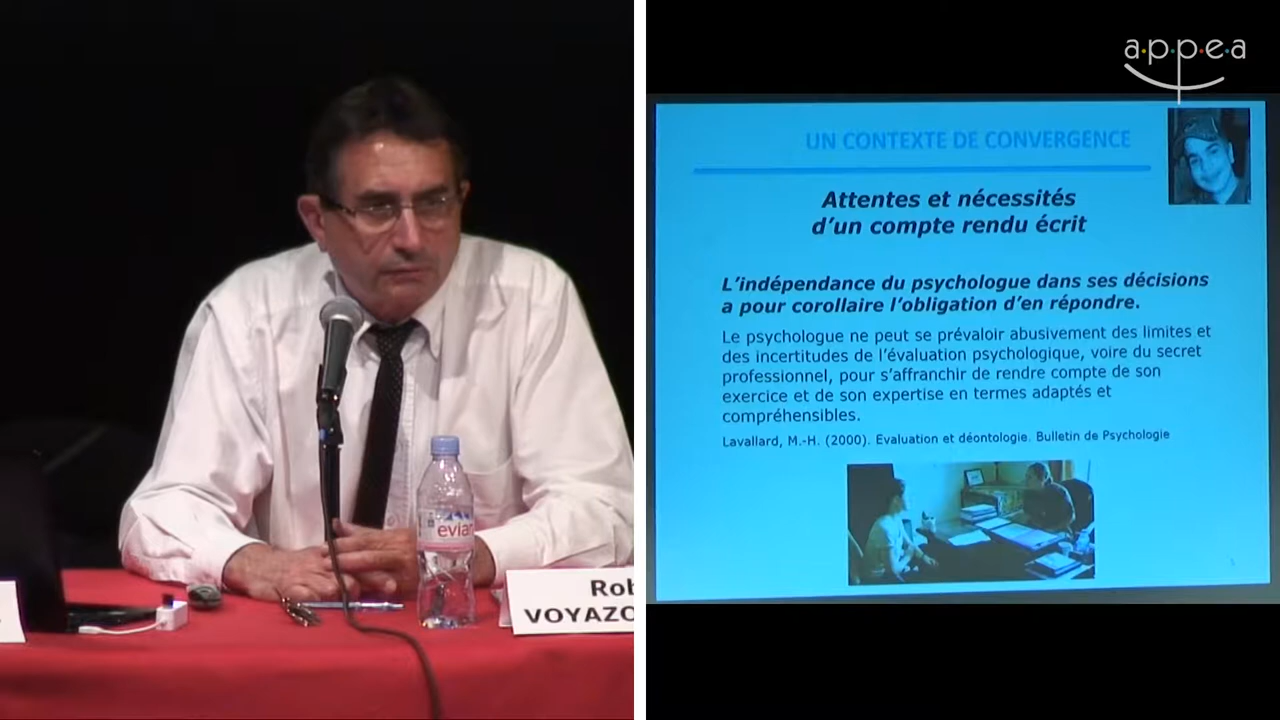 evian
Rob
VOYAZO
a.p.p.e.a
UN CONTEXTE DE CONVERGENCE
Attentes et nécessités
d'un compte rendu écrit
L'indépendance du psychologue dans ses décisions
a pour corollaire l'obligation d'en répondre.
Le psychologue ne peut se prévaloir abusivement des limites et
des incertitudes de l'évaluation psychologique, voire du secret
professionnel, pour s'affranchir de rendre compte de son
exercice et de son expertise en termes adaptés et
compréhensibles.
Lavallard, M.-H. (2000). Evaluation et déontologie. Bulletin de Psychologie